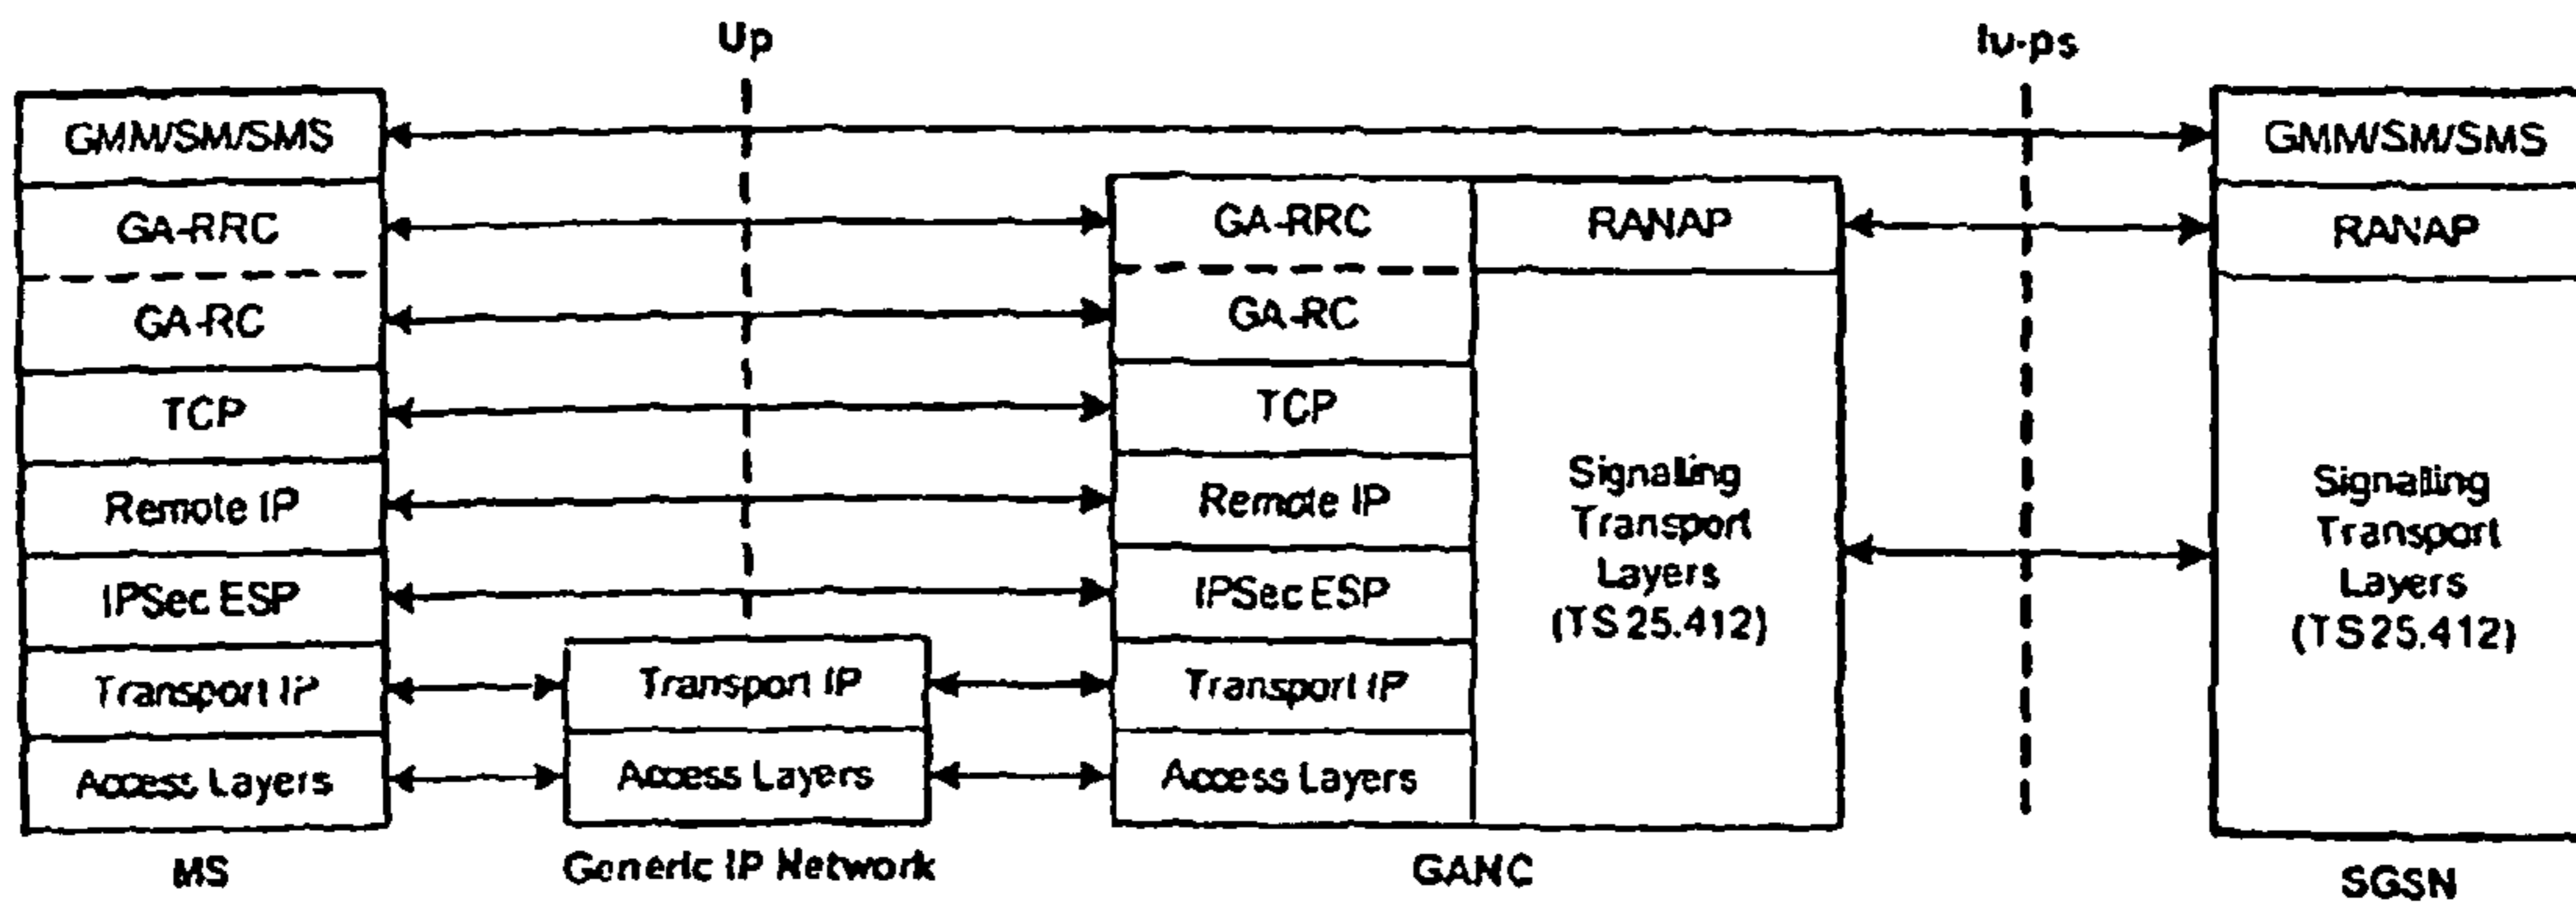 Up
Iu-ps
GMM/SM/SMS
GA-RRC
GA-RC
TCP
Remote IP
IPSec ESP
Transport IP
Access Layers
MS
Transport IP
Access Layers
Generic IP Network
GA-RRC
GA-RC
TCP
Remote IP
IPSec ESP
Transport IP
Access Layers
RANAP
Signalling
Transport
Layers
(TS 25.412)
GANC
GMM/SM/SMS
RANAP
Signalling
Transport
Layers
(TS 25.412)
SGSN